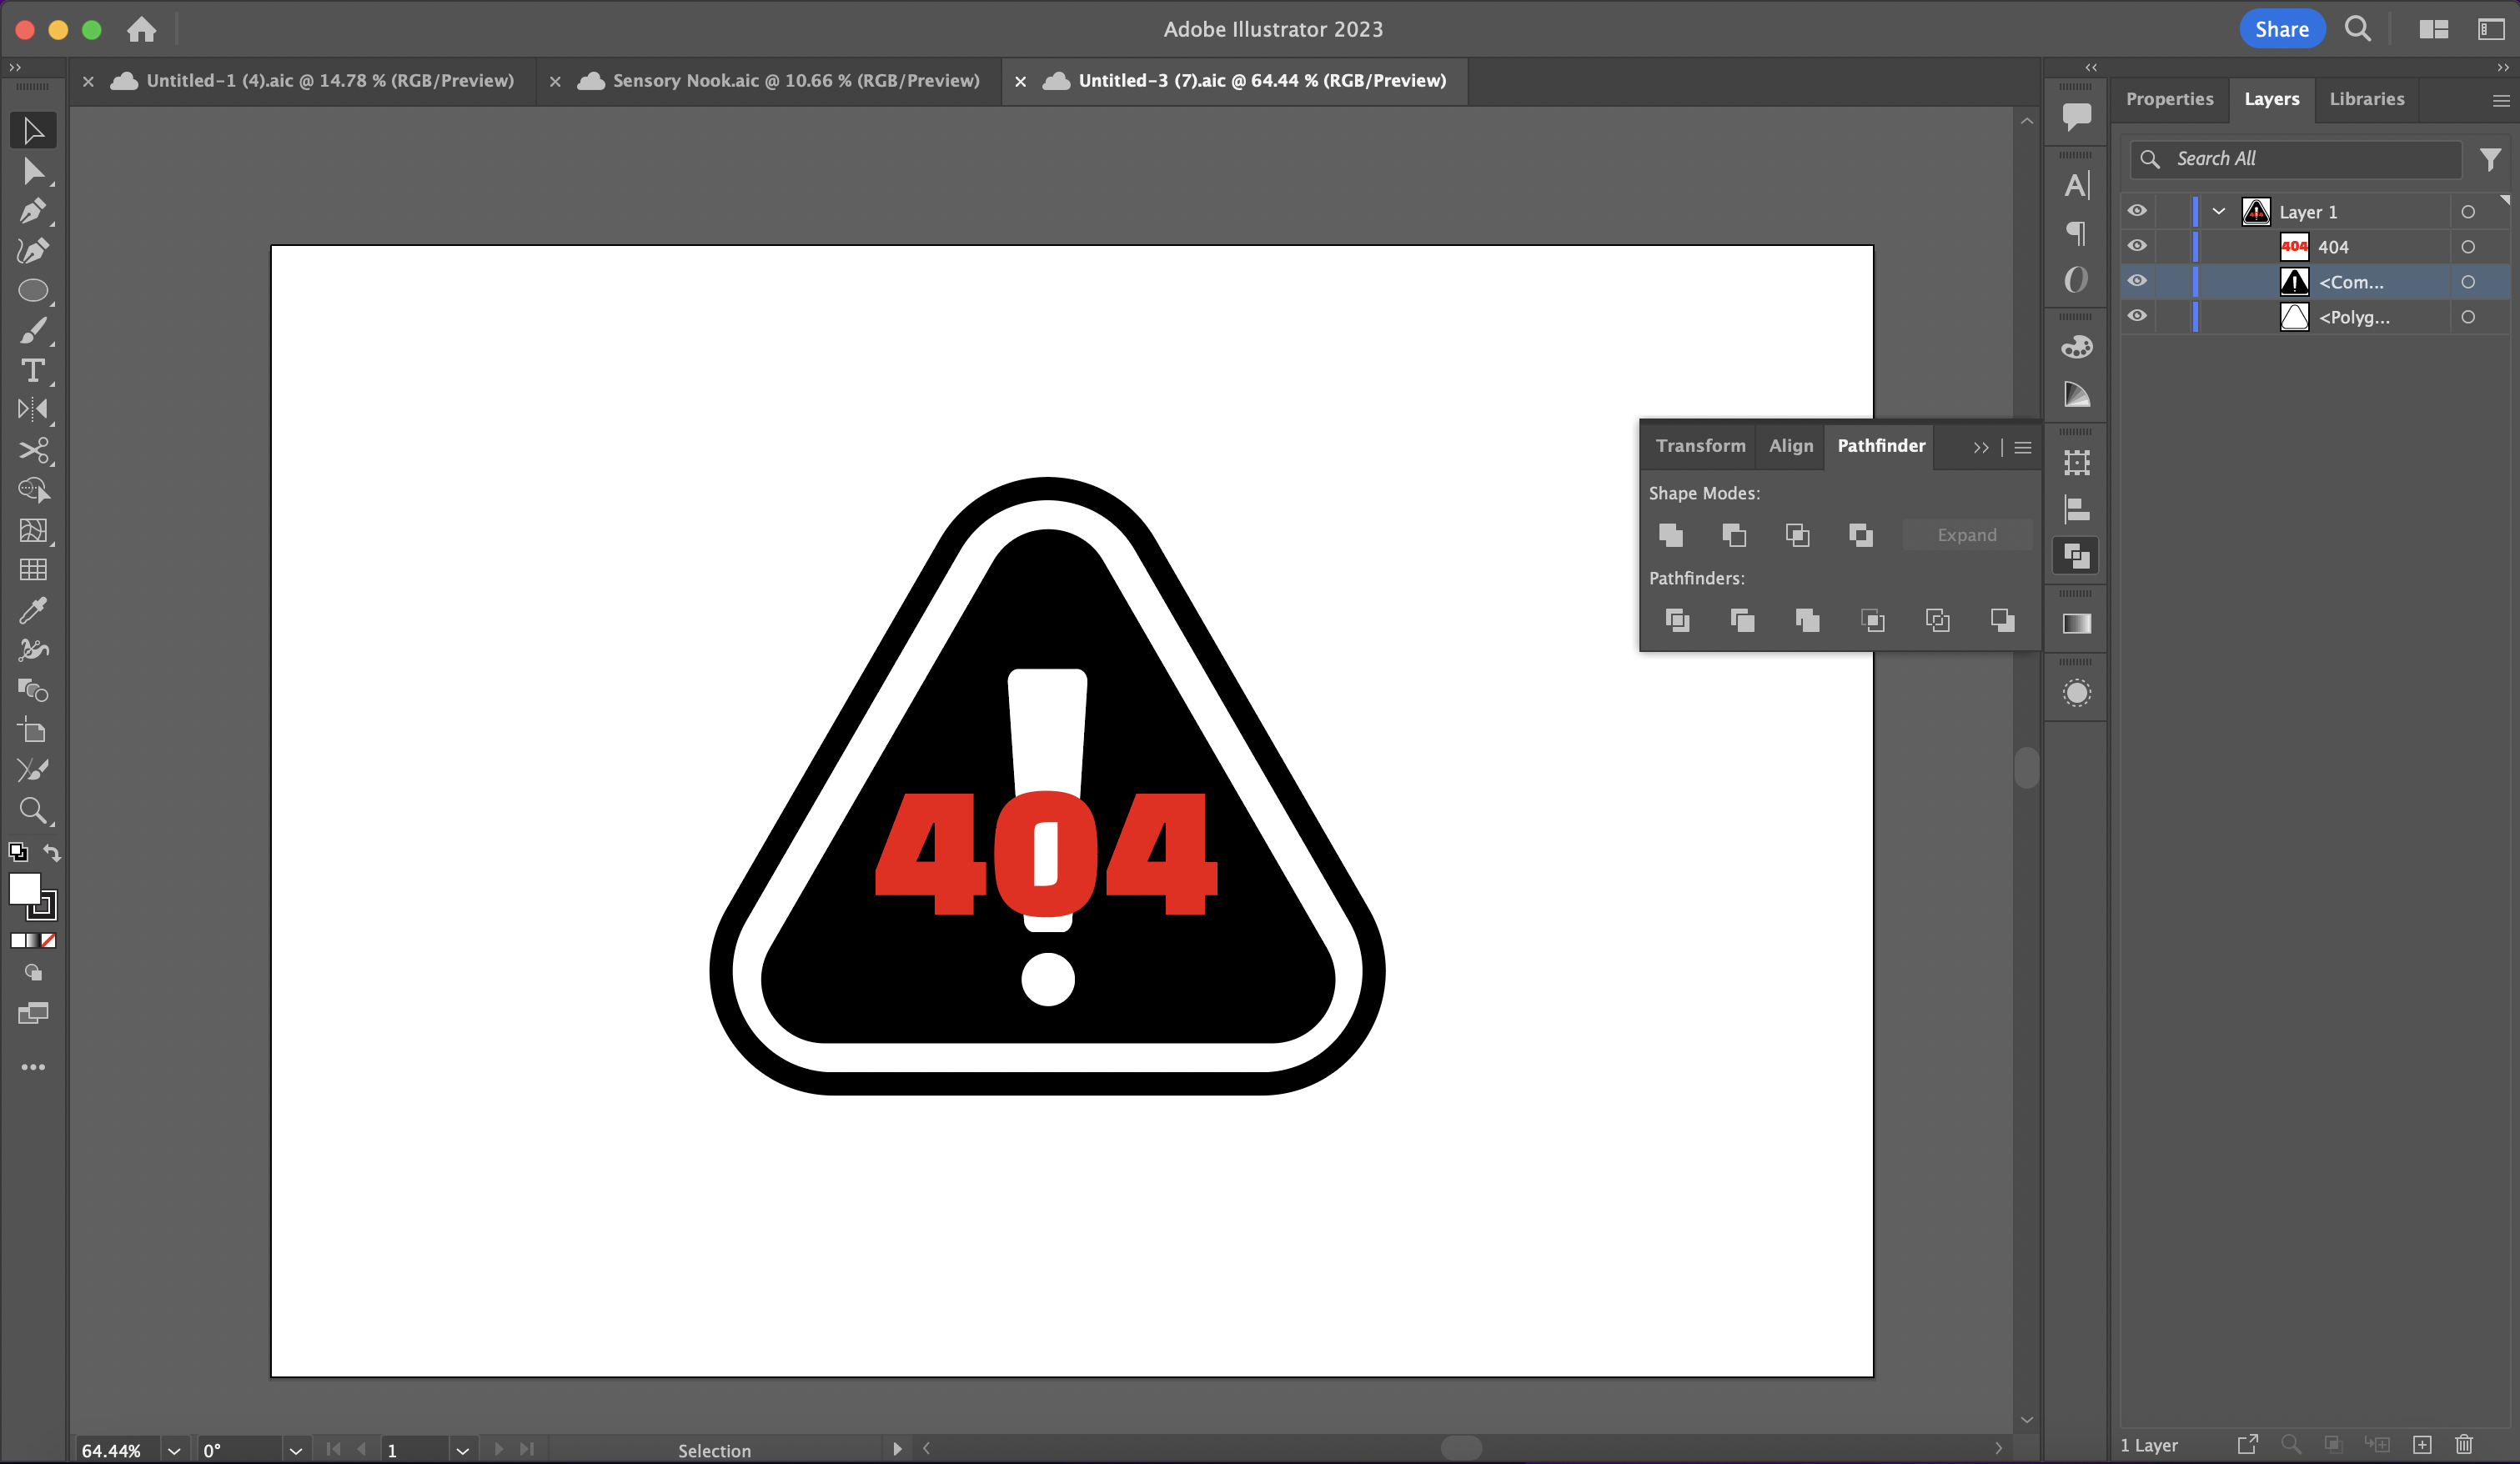 Adobe Illustrator 2023
Share
Untitled-1 (4).aic @ 14.78 % (RGB/Preview)
Sensory Nook.aic @ 10.66 % (RGB/Preview)
Untitled-3 (7).aic @ 64.44 % (RGB/Preview)
Properties
Layers
Libraries
Search All
Layer 1
404
404
<Com...
<Polyg...
Transform
Align
Pathfinder
Shape Modes:
Expand
Pathfinders:
404
64.44%
0°
1
Selection
1 Layer